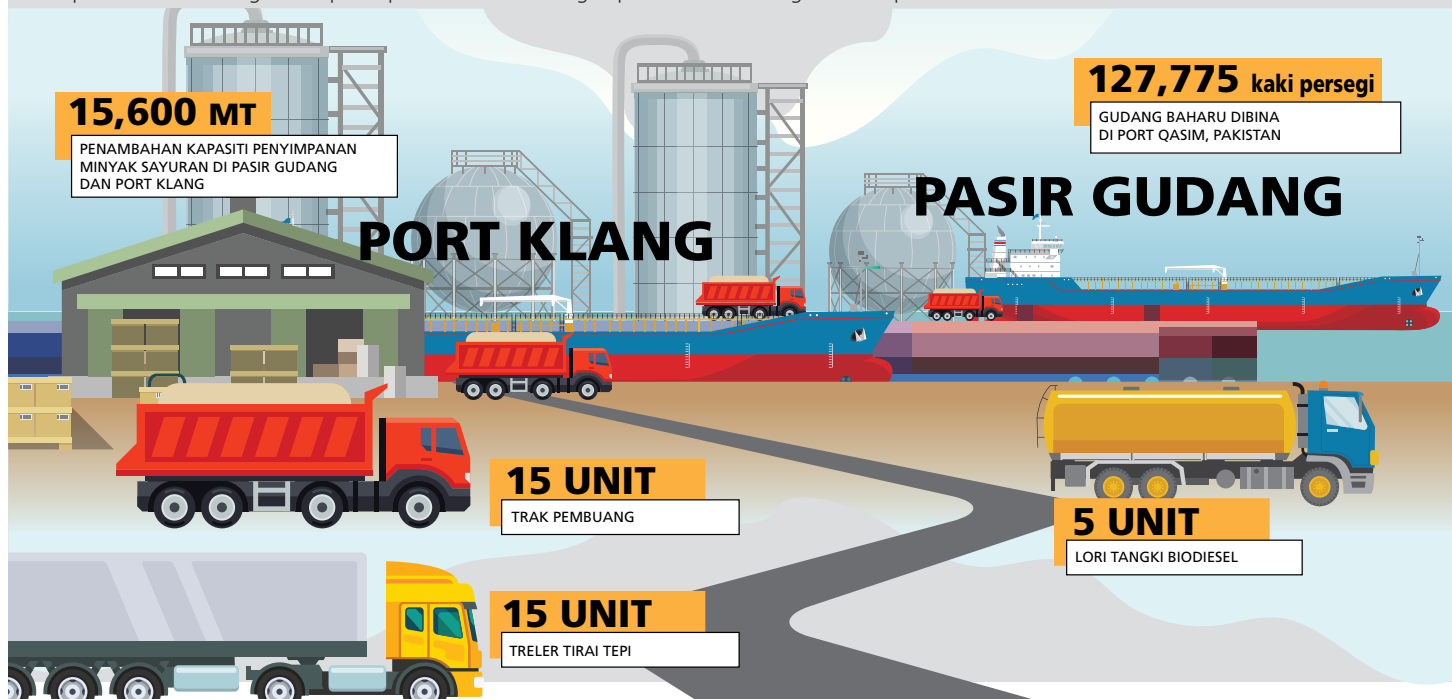 15,600 MT
PENAMBAHAN KAPASITI PENYIMPANAN
MINYAK SAYURAN DI PASIR GUDANG
DAN PORT KLANG
127,775 kaki persegi
GUDANG BAHARU DIBINA
DI PORT QASIM, PAKISTAN
PASIR GUDANG
PORT KLANG
15 UNIT
TRAK PEMBUANG
5 UNIT
LORI TANGKI BIODIESEL
15 UNIT
TRELER TIRAI TEPI